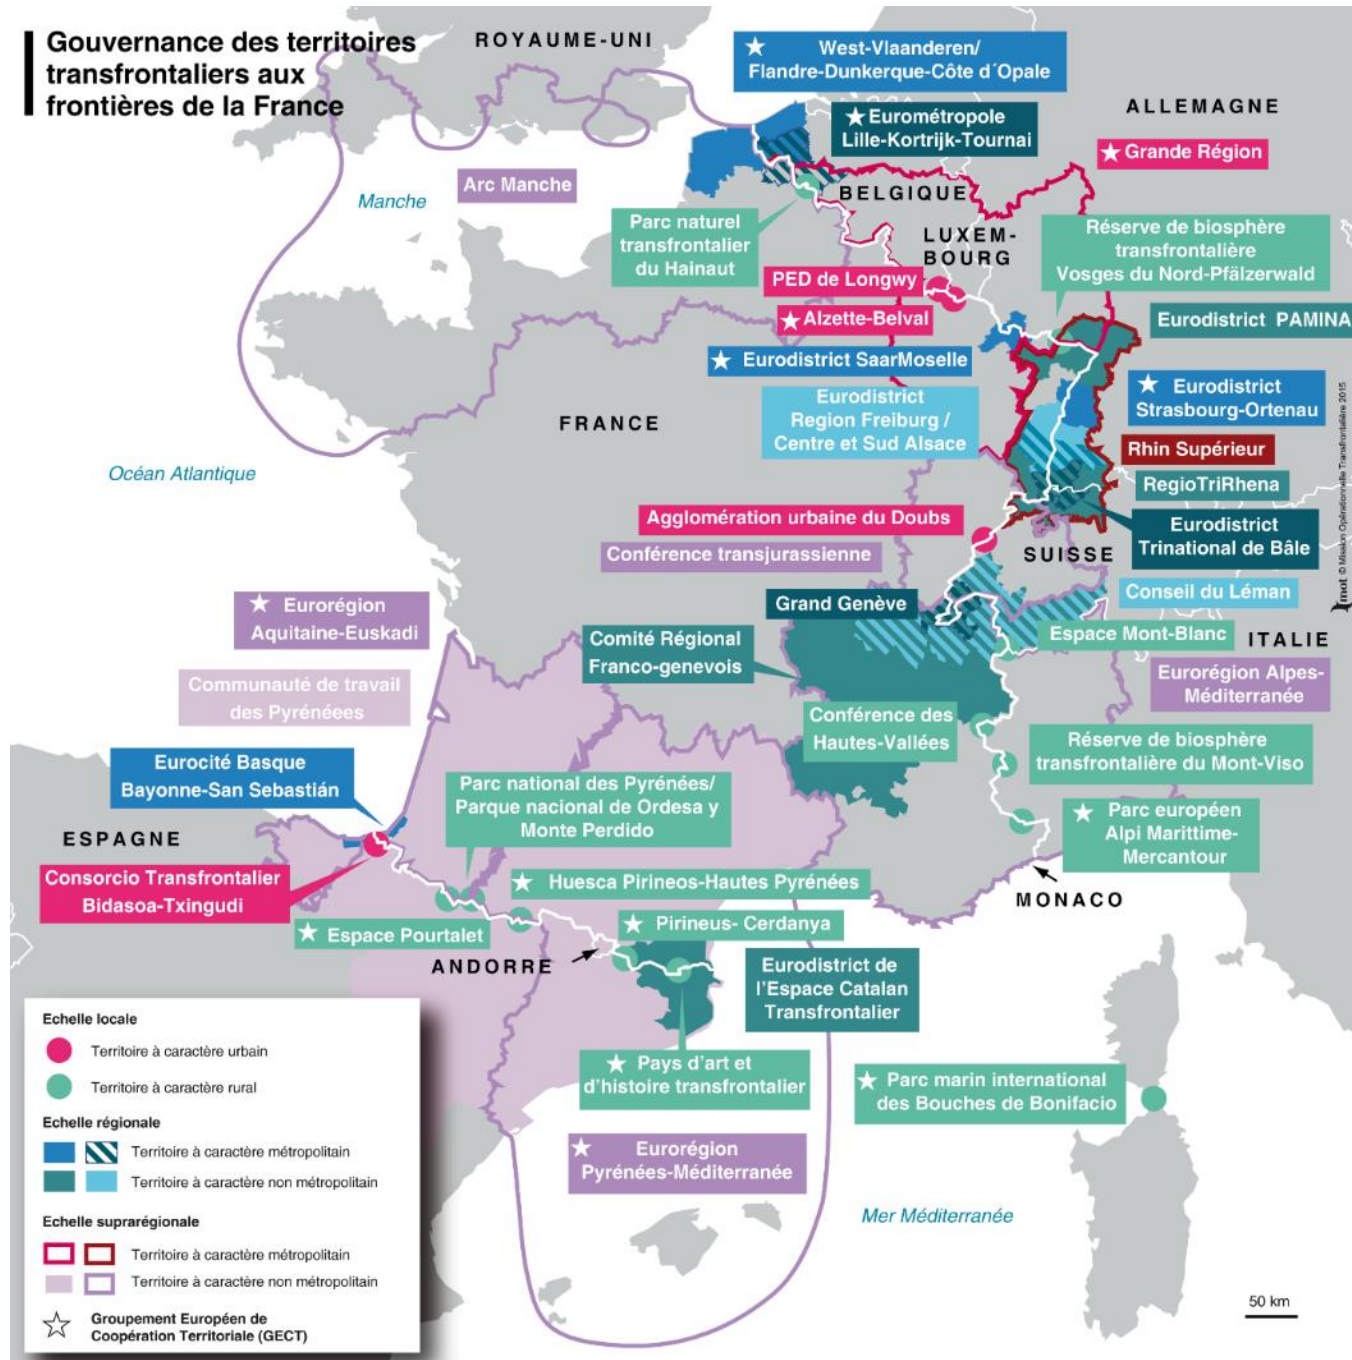 Gouvernance des territoires
transfrontaliers aux
frontières de la France
ROYAUME-UNI
West-Vlaanderen/
Flandre-Dunkerque-Côte d´Opale
ALLEMAGNE
Eurométropole
Lille-Kortrijk-Tournai
Grande Région
Arc Manche
Manche
BELGIQUE
Parc naturel
transfrontalier
du Hainaut
LUXEM-
BOURG
Réserve de biosphère
transfrontalière
Vosges du Nord-Pfälzerwald
PED de Longwy
Alzette-Belval
Eurodistrict PAMINA
Eurodistrict SaarMoselle
Eurodistrict
Strasbourg-Ortenau
Eurodistrict
Region Freiburg /
Centre et Sud Alsace
FRANCE
Rhin Supérieur
Océan Atlantique
RegioTriRhena
Agglomération urbaine du Doubs
Eurodistrict
Trinational de Bâle
Conférence transjurassienne
SUISSE
Conseil du Léman
Grand Genève
Eurorégion
Aquitaine-Euskadi
Comité Régional
Franco-genevois
Espace Mont-Blanc
ITALIE
Eurorégion Alpes-
Méditerranée
Communauté de travail
des Pyrénéees
Conférence des
Hautes-Vallées
Réserve de biosphère
transfrontalière du Mont-Viso
Eurocité Basque
Bayonne-San Sebastián
Parc national des Pyrénées/
Parque nacional de Ordesa y
Monte Perdido
Parc européen
Alpi Marittime-
Mercantour
ESPAGNE
Consorcio Transfrontalier
Bidasoa-Txingudi
Huesca Pirineos-Hautes Pyrénées
MONACO
Espace Pourtalet
Pirineus- Cerdanya
ANDORRE
Eurodistrict de
l'Espace Catalan
Transfrontalier
Pays d'art et
d'histoire transfrontalier
Parc marin international
des Bouches de Bonifacio
Eurorégion
Pyrénées-Méditerranée
Mer Méditerranée
Echelle locale
Territoire à caractère urbain
Territoire à caractère rural
Echelle régionale
Territoire à caractère métropolitain
Territoire à caractère non métropolitain
Echelle suprarégionale
Territoire à caractère métropolitain
Territoire à caractère non métropolitain
Groupement Européen de
Coopération Territoriale (GECT)
50 km
mot © Mission Opérationnelle Transfrontalière 2015